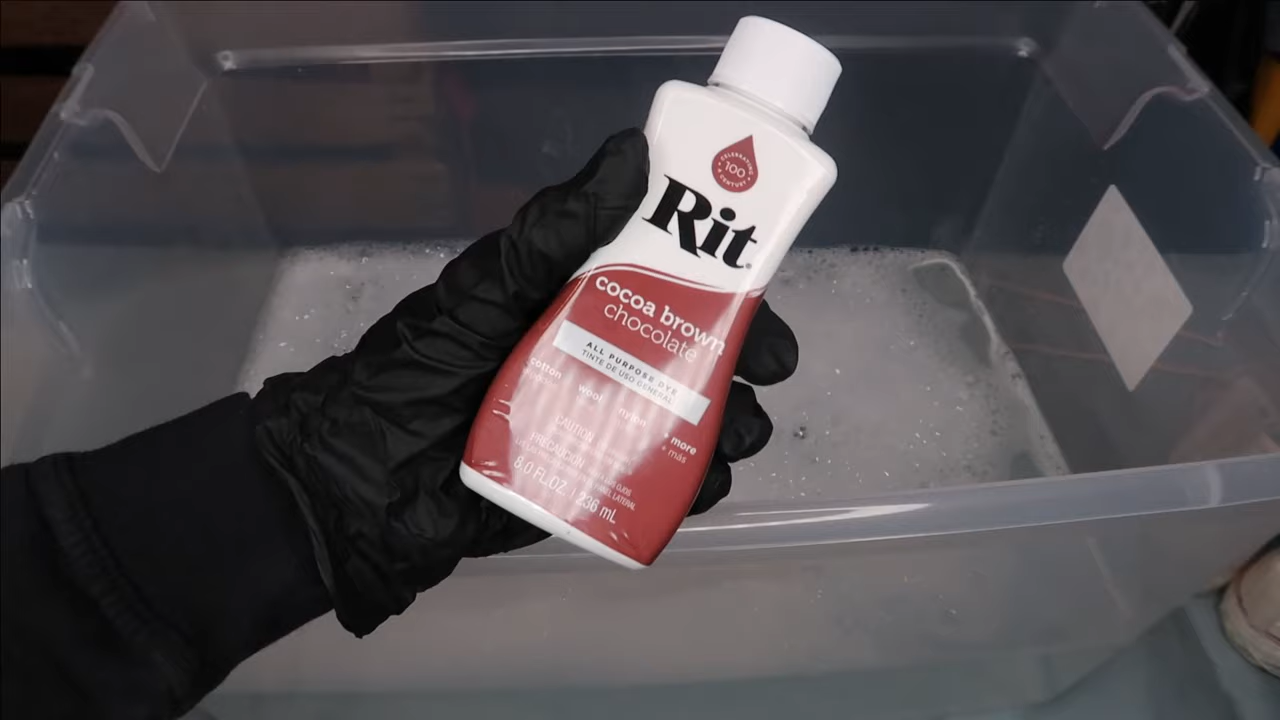 CELEBRATING
100
A CENTURY
Rit
cocoa brown
chocolate
ALL PURPOSE DYE
TINTE DE USO GENERAL
cotton wool nylon + more
+ más
CAUTION
PRECAUCIÓN
8.0 FL.OZ. | 236 mL